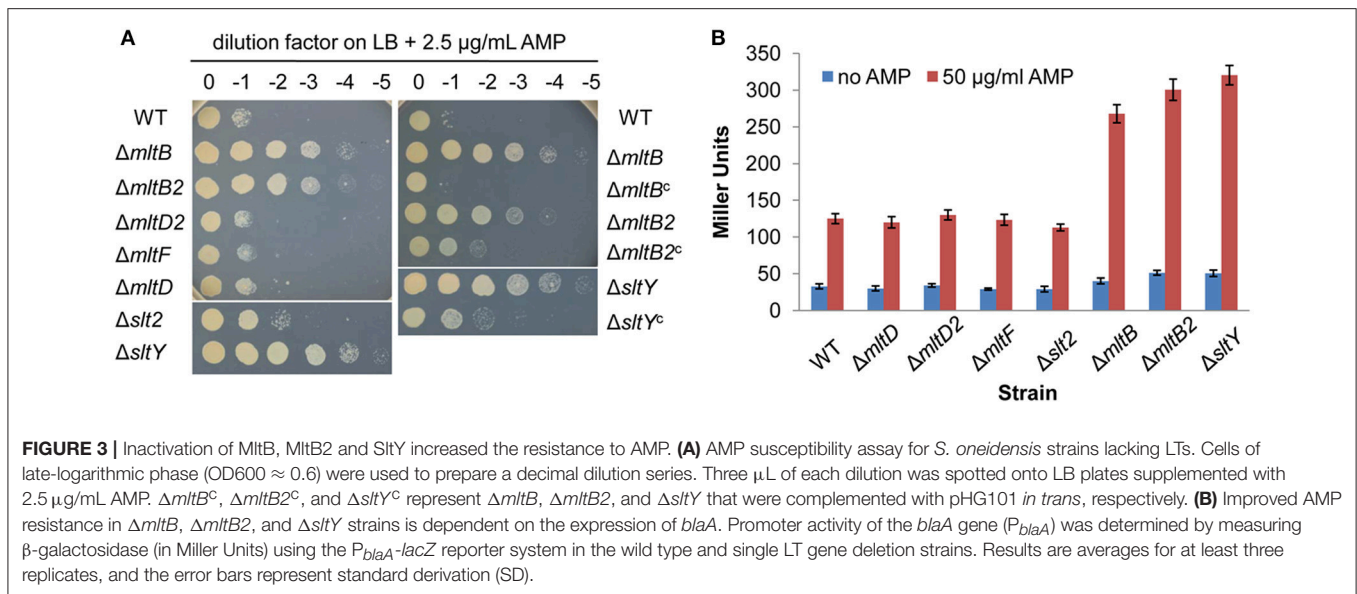 A
dilution factor on LB + 2.5 µg/mL AMP
0 -1 -2 -3 -4 -5 0 -1 -2 -3 -4 -5
WT
ΔmltB
ΔmltB2
ΔmltD2
ΔmltF
ΔmltD
Δslt2
ΔsltY
WT
ΔmltB
ΔmltBᶜ
ΔmltB2
ΔmltB2ᶜ
ΔsltY
ΔsltYᶜ
B
Miller Units
350
300
250
200
150
100
50
0
no AMP 50 µg/ml AMP
WT ΔmltD ΔmltD2 ΔmltF Δslt2 ΔmltB ΔmltB2 ΔsltY
Strain
FIGURE 3 | Inactivation of MltB, MltB2 and SltY increased the resistance to AMP. (A) AMP susceptibility assay for S. oneidensis strains lacking LTs. Cells of
late-logarithmic phase (OD600 ≈ 0.6) were used to prepare a decimal dilution series. Three µL of each dilution was spotted onto LB plates supplemented with
2.5 µg/mL AMP. ΔmltBᶜ, ΔmltB2ᶜ, and ΔsltYᶜ represent ΔmltB, ΔmltB2, and ΔsltY that were complemented with pHG101 in trans, respectively. (B) Improved AMP
resistance in ΔmltB, ΔmltB2, and ΔsltY strains is dependent on the expression of blaA. Promoter activity of the blaA gene (PblaA) was determined by measuring
β-galactosidase (in Miller Units) using the PblaA-lacZ reporter system in the wild type and single LT gene deletion strains. Results are averages for at least three
replicates, and the error bars represent standard derivation (SD).